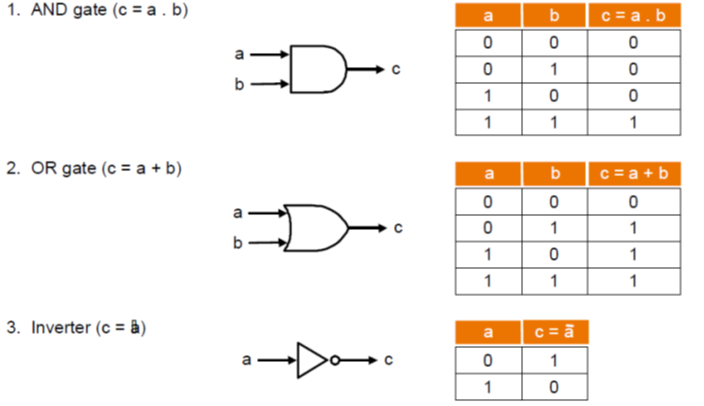 1. AND gate (c = a . b)
a b c = a . b
0 0 0
0 1 0
1 0 0
1 1 1
a
b
c
2. OR gate (c = a + b)
a b c = a + b
0 0 0
0 1 1
1 0 1
1 1 1
a
b
c
3. Inverter (c = ā)
a c = ā
0 1
1 0
a c